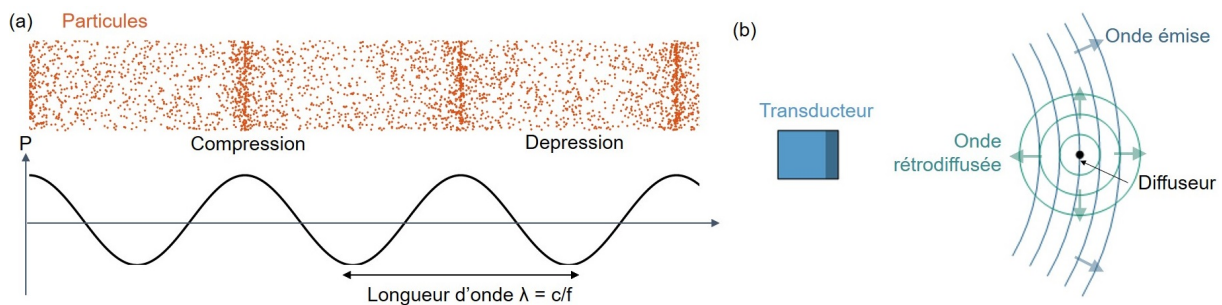 (a)
Particules
P
Compression
Depression
Longueur d'onde λ = c/f
(b)
Onde émise
Transducteur
Onde
rétrodiffusée
Diffuseur